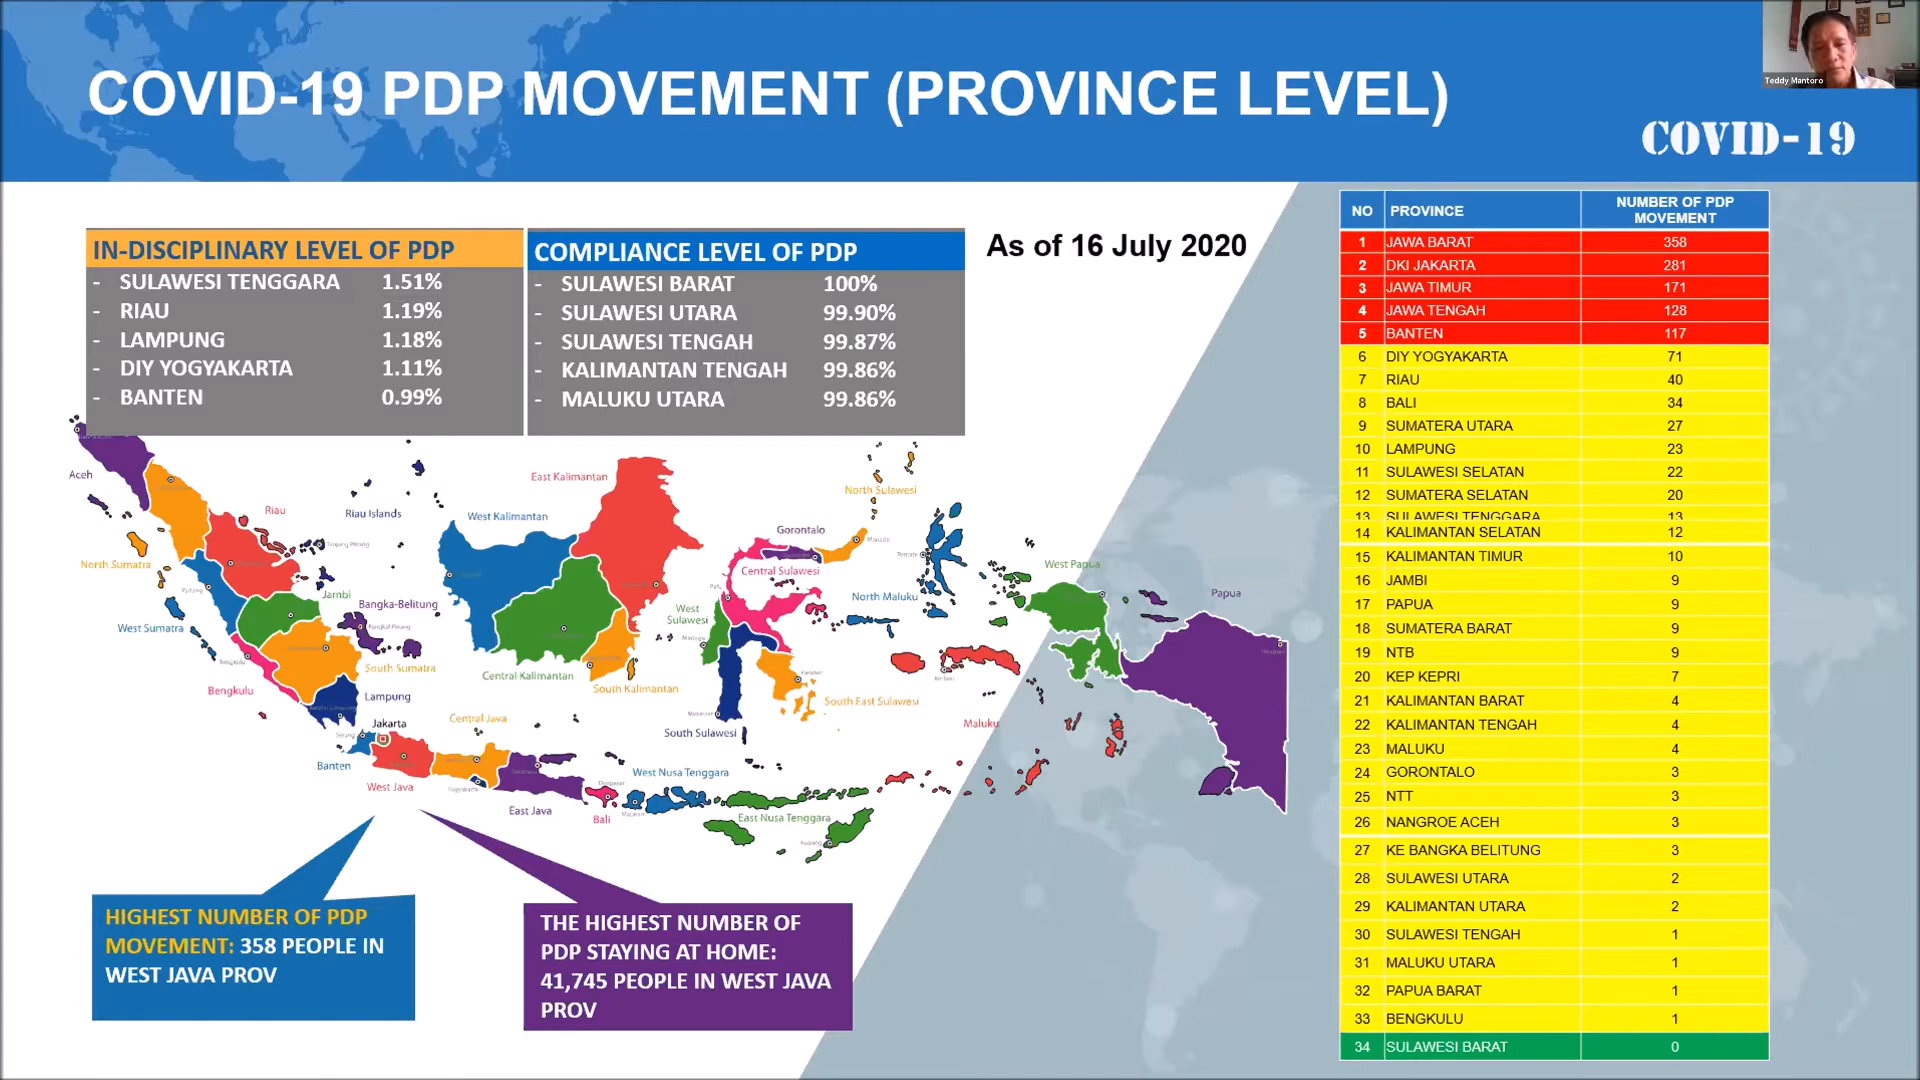 COVID-19 PDP MOVEMENT (PROVINCE LEVEL)
Teddy Mantoro
COVID-19
IN-DISCIPLINARY LEVEL OF PDP
- SULAWESI TENGGARA 1.51%
- RIAU 1.19%
- LAMPUNG 1.18%
- DIY YOGYAKARTA 1.11%
- BANTEN 0.99%
COMPLIANCE LEVEL OF PDP
- SULAWESI BARAT 100%
- SULAWESI UTARA 99.90%
- SULAWESI TENGAH 99.87%
- KALIMANTAN TENGAH 99.86%
- MALUKU UTARA 99.86%
As of 16 July 2020
Aceh
North Sumatra
Riau
Riau Islands
West Sumatra
Jambi
Bangka-Belitung
South Sumatra
Bengkulu
Lampung
Jakarta
Banten
West Java
Central Java
East Java
Bali
West Nusa Tenggara
East Nusa Tenggara
West Kalimantan
East Kalimantan
Central Kalimantan
South Kalimantan
North Sulawesi
Gorontalo
Central Sulawesi
West
Sulawesi
South Sulawesi
South East Sulawesi
North Maluku
Maluku
West Papua
Papua
HIGHEST NUMBER OF PDP
MOVEMENT: 358 PEOPLE IN
WEST JAVA PROV
THE HIGHEST NUMBER OF
PDP STAYING AT HOME:
41,745 PEOPLE IN WEST JAVA
PROV
NO PROVINCE NUMBER OF PDP
MOVEMENT
1 JAWA BARAT 358
2 DKI JAKARTA 281
3 JAWA TIMUR 171
4 JAWA TENGAH 128
5 BANTEN 117
6 DIY YOGYAKARTA 71
7 RIAU 40
8 BALI 34
9 SUMATERA UTARA 27
10 LAMPUNG 23
11 SULAWESI SELATAN 22
12 SUMATERA SELATAN 20
13 SULAWESI TENGGARA 13
14 KALIMANTAN SELATAN 12
15 KALIMANTAN TIMUR 10
16 JAMBI 9
17 PAPUA 9
18 SUMATERA BARAT 9
19 NTB 9
20 KEP KEPRI 7
21 KALIMANTAN BARAT 4
22 KALIMANTAN TENGAH 4
23 MALUKU 4
24 GORONTALO 3
25 NTT 3
26 NANGROE ACEH 3
27 KE BANGKA BELITUNG 3
28 SULAWESI UTARA 2
29 KALIMANTAN UTARA 2
30 SULAWESI TENGAH 1
31 MALUKU UTARA 1
32 PAPUA BARAT 1
33 BENGKULU 1
34 SULAWESI BARAT 0